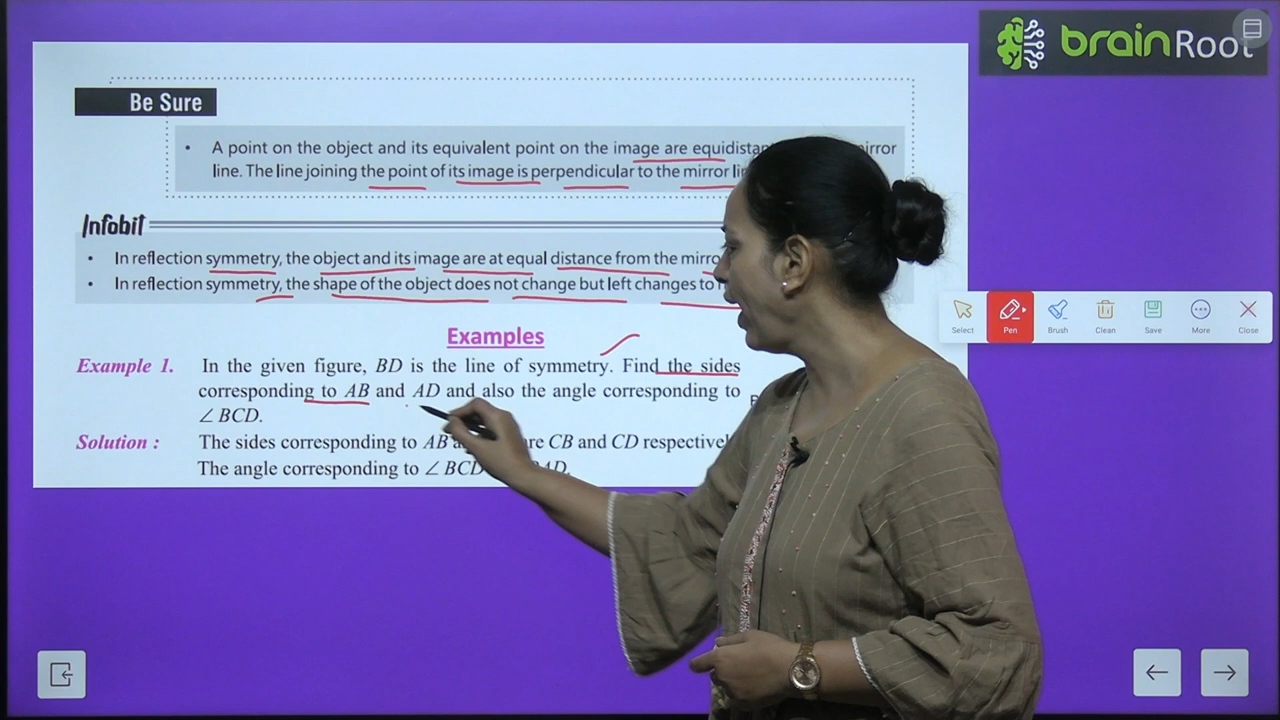 brainRoot
Be Sure
• A point on the object and its equivalent point on the image are equidistant mirror
line. The line joining the point of its image is perpendicular to the mirror
Infobit
• In reflection symmetry, the object and its image are at equal distance from the mirro
• In reflection symmetry, the shape of the object does not change but left changes to
Examples
Example 1. In the given figure, BD is the line of symmetry. Find the sides
corresponding to AB and AD and also the angle corresponding to
∠ BCD.
Solution : The sides corresponding to AB are CB and CD respectivel
The angle corresponding to ∠ BCD AD.
B
Select
Pen
Brush
Clean
Save
More
Close